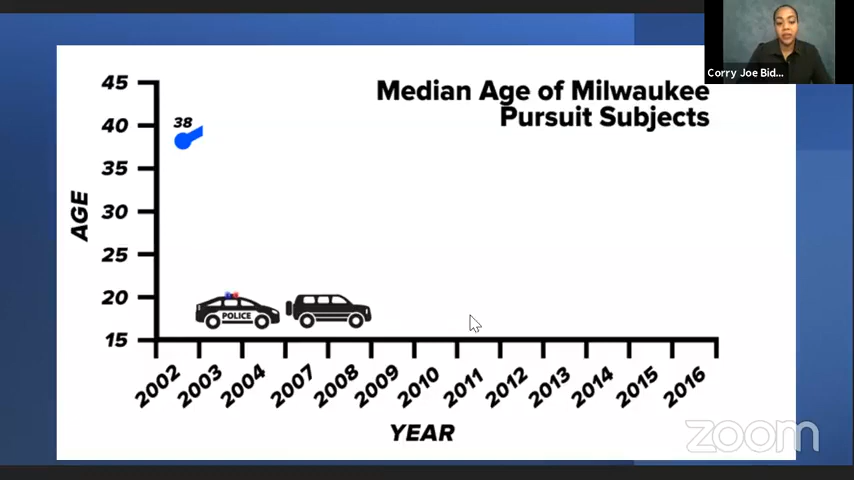 Corry Joe Bid...
Median Age of Milwaukee
Pursuit Subjects
45
40
35
30
25
20
15
AGE
38
POLICE
2002 2003 2004 2007 2008 2009 2010 2011 2012 2013 2014 2015 2016
YEAR
zoom